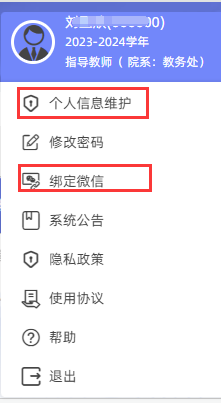 2023-2024学年
指导教师（ 院系：教务处）
个人信息维护
修改密码
绑定微信
系统公告
隐私政策
使用协议
帮助
退出